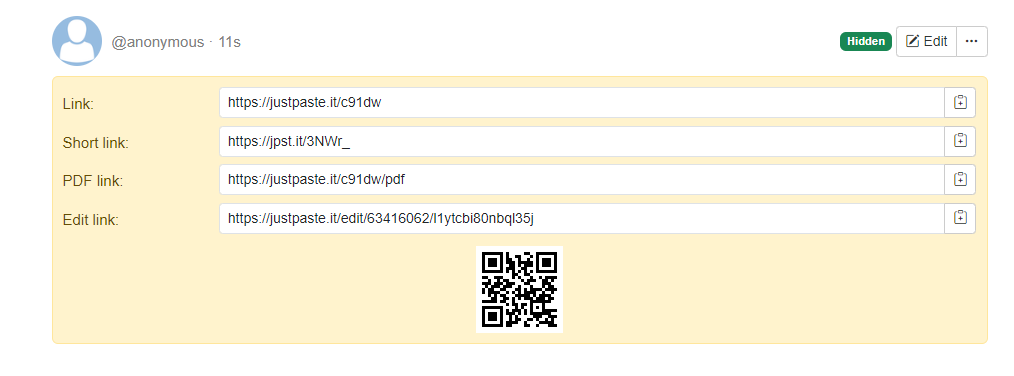 @anonymous · 11s
Hidden
Edit
Link:
https://justpaste.it/c91dw
Short link:
https://jpst.it/3NWr_
PDF link:
https://justpaste.it/c91dw/pdf
Edit link:
https://justpaste.it/edit/63416062/l1ytcbi80nbql35j